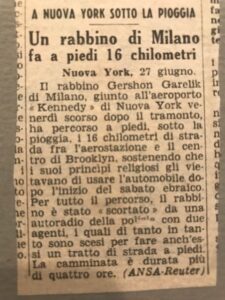 A NUOVA YORK SOTTO LA PIOGGIA
Un rabbino di Milano
fa a piedi 16 chilometri
Nuova York, 27 giugno.
Il rabbino Gershon Garelik
di Milano, giunto all'aeroporto
«Kennedy» di Nuova York ve-
nerdì scorso dopo il tramonto,
ha percorso a piedi, sotto la
pioggia, i 16 chilometri di stra-
da fra l'aerostazione e il cen-
tro di Brooklyn, sostenendo che
i suoi principi religiosi gli vie-
tavano di usare l'automobile do-
po l'inizio del sabato ebraico.
Per tutto il percorso, il rabbi-
no è stato «scortato» da una
autoradio della polizia con due
agenti, i quali di tanto in tan-
to sono scesi per fare anch'es-
si un tratto di strada a piedi.
La camminata è durata più
di quattro ore. (ANSA-Reuter)